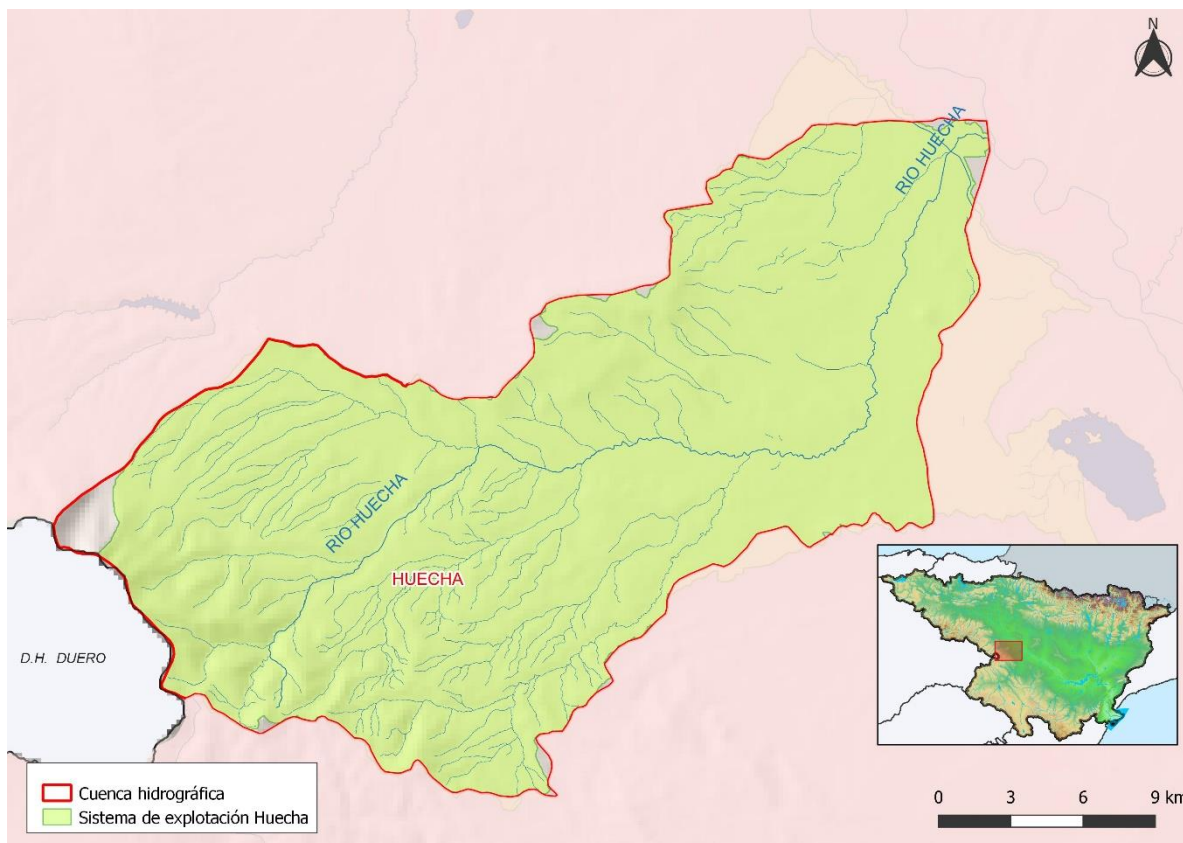 N
RIO HUECHA
RIO HUECHA
HUECHA
D.H. DUERO
Cuenca hidrográfica
Sistema de explotación Huecha
0 3 6 9 km